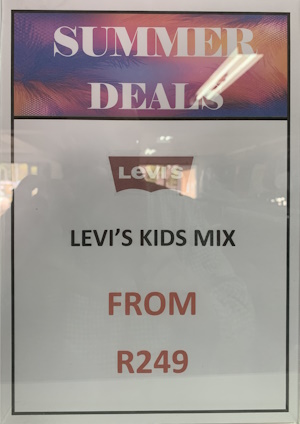 SUMMER
DEALS
Levi's
LEVI'S KIDS MIX
FROM
R249